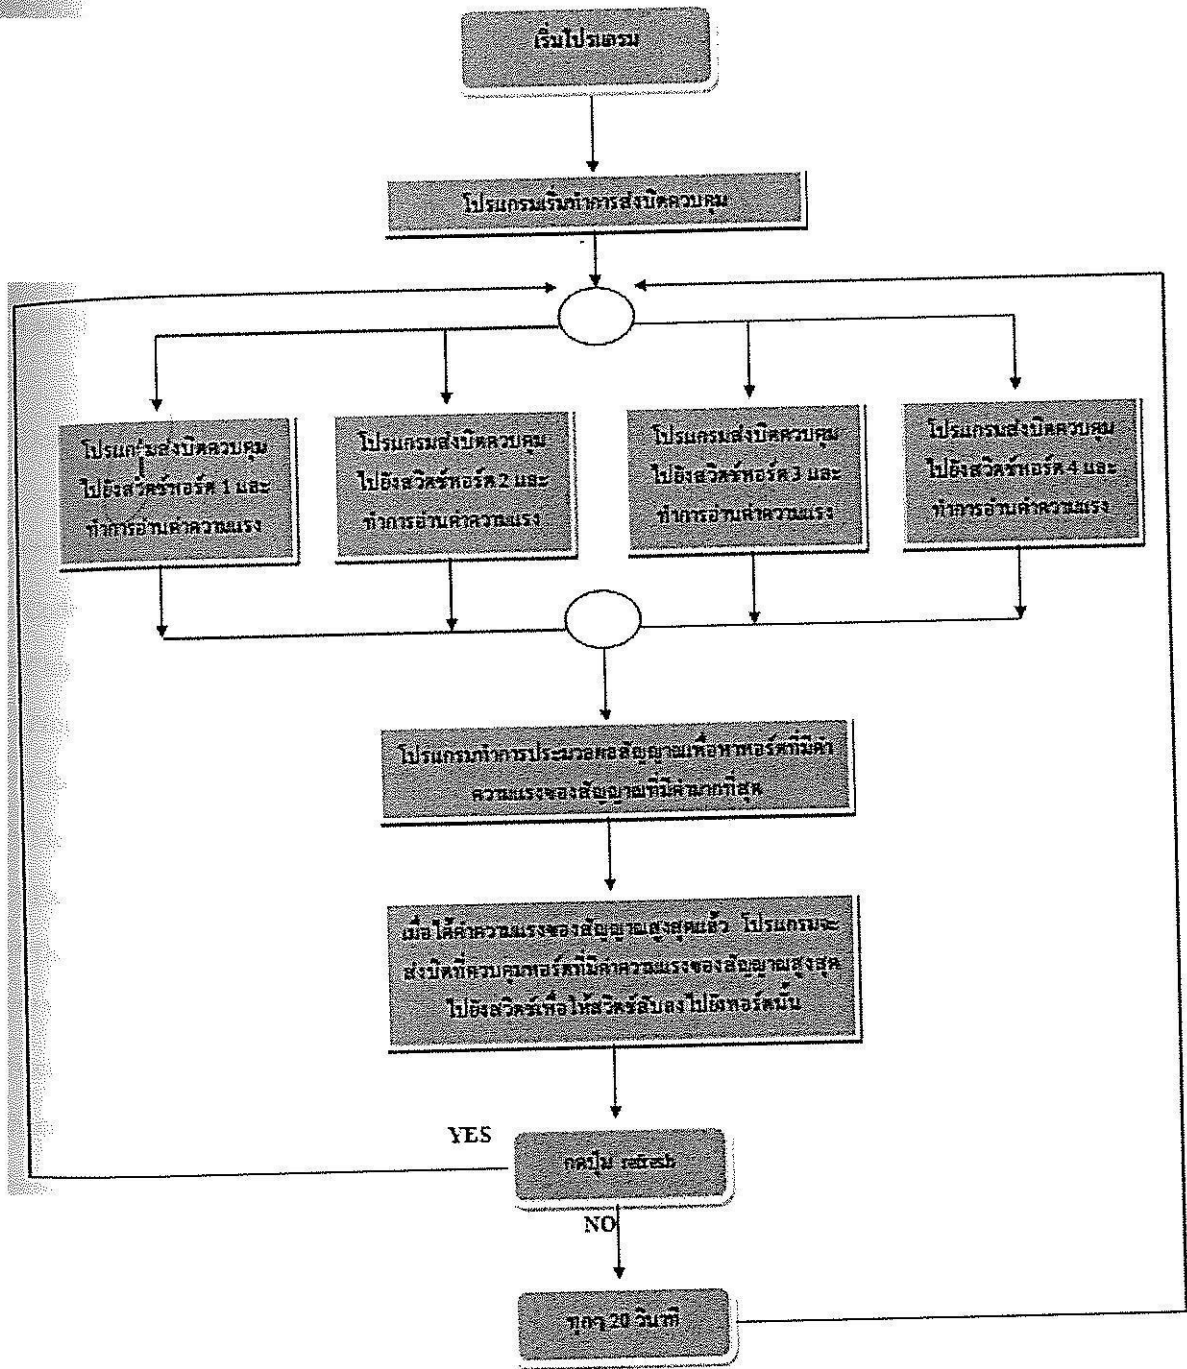 เริ่มโปรแกรม
โปรแกรมเริ่มทำการส่งบิตควบคุม
โปรแกรมส่งบิตควบคุม
ไปยังสวิตช์พอร์ต 1 และ
ทำการอ่านค่าความแรง
โปรแกรมส่งบิตควบคุม
ไปยังสวิตช์พอร์ต 2 และ
ทำการอ่านค่าความแรง
โปรแกรมส่งบิตควบคุม
ไปยังสวิตช์พอร์ต 3 และ
ทำการอ่านค่าความแรง
โปรแกรมส่งบิตควบคุม
ไปยังสวิตช์พอร์ต 4 และ
ทำการอ่านค่าความแรง
โปรแกรมทำการประมวลผลสัญญาณเพื่อหาพอร์ตที่มีค่า
ความแรงของสัญญาณที่มีค่ามากที่สุด
เมื่อได้ค่าความแรงของสัญญาณสูงสุดแล้ว โปรแกรมจะ
ส่งบิตที่ควบคุมพอร์ตที่มีค่าความแรงของสัญญาณสูงสุด
ไปยังสวิตช์เพื่อให้สวิตช์สับลงไปยังพอร์ตนั้น
YES
กดปุ่ม refresh
NO
ทุกๆ 20 วินาที